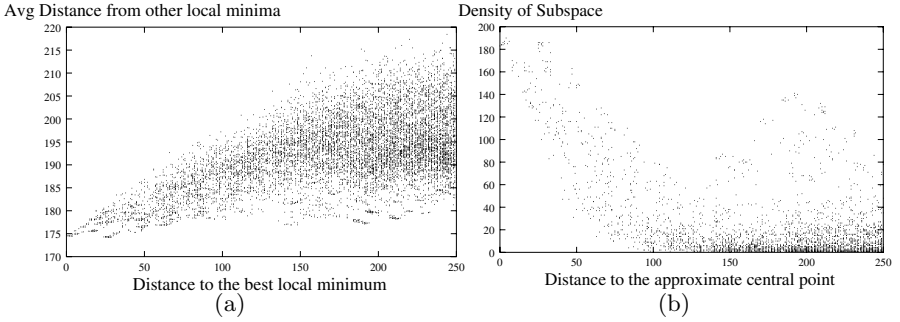 Avg Distance from other local minima
220
215
210
205
200
195
190
185
180
175
170
0 50 100 150 200 250
Distance to the best local minimum
(a)
Density of Subspace
200
180
160
140
120
100
80
60
40
20
0
0 50 100 150 200 250
Distance to the approximate central point
(b)